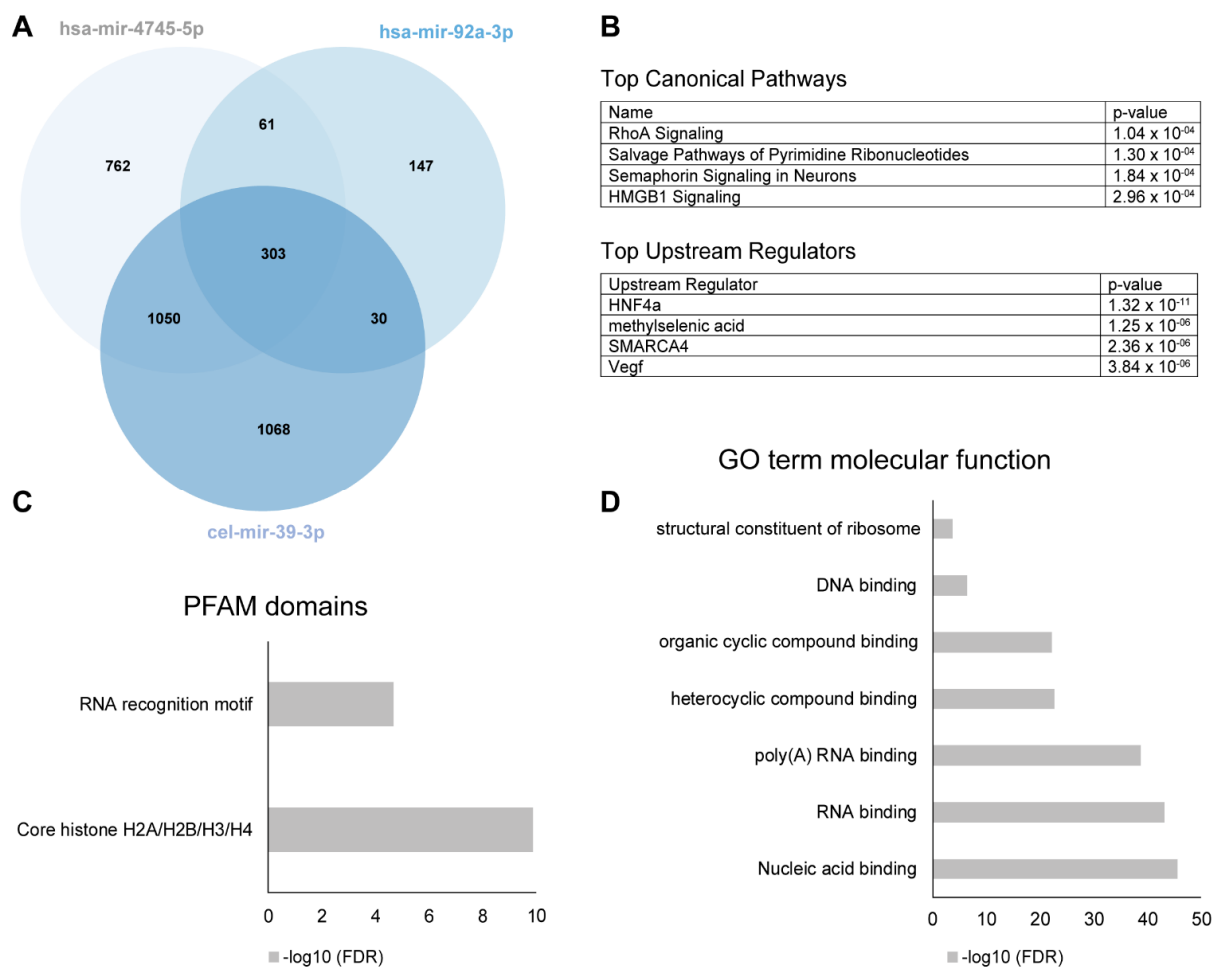 A
hsa-mir-4745-5p
hsa-mir-92a-3p
61
762
147
303
1050
30
1068
cel-mir-39-3p
B
Top Canonical Pathways
Name p-value
RhoA Signaling 1.04 x 10⁻⁰⁴
Salvage Pathways of Pyrimidine Ribonucleotides 1.30 x 10⁻⁰⁴
Semaphorin Signaling in Neurons 1.84 x 10⁻⁰⁴
HMGB1 Signaling 2.96 x 10⁻⁰⁴
Top Upstream Regulators
Upstream Regulator p-value
HNF4a 1.32 x 10⁻¹¹
methylselenic acid 1.25 x 10⁻⁰⁶
SMARCA4 2.36 x 10⁻⁰⁶
Vegf 3.84 x 10⁻⁰⁶
C
PFAM domains
RNA recognition motif
Core histone H2A/H2B/H3/H4
0 2 4 6 8 10
-log10 (FDR)
GO term molecular function
D
structural constituent of ribosome
DNA binding
organic cyclic compound binding
heterocyclic compound binding
poly(A) RNA binding
RNA binding
Nucleic acid binding
0 10 20 30 40 50
-log10 (FDR)